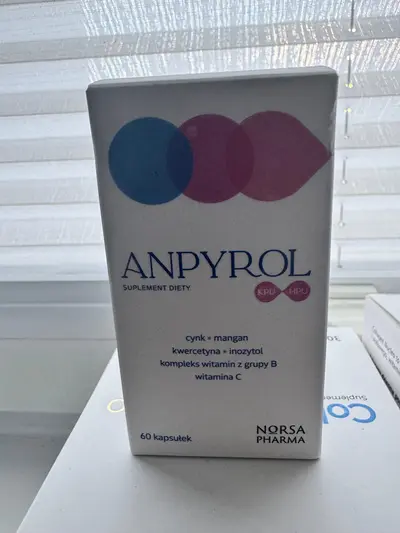 ANPYROL
SUPLEMENT DIETY
KPU HPU
cynk • mangan
kwercetyna • inozytol
kompleks witamin z grupy B
witamina C
60 kapsułek
NORSA
PHARMA